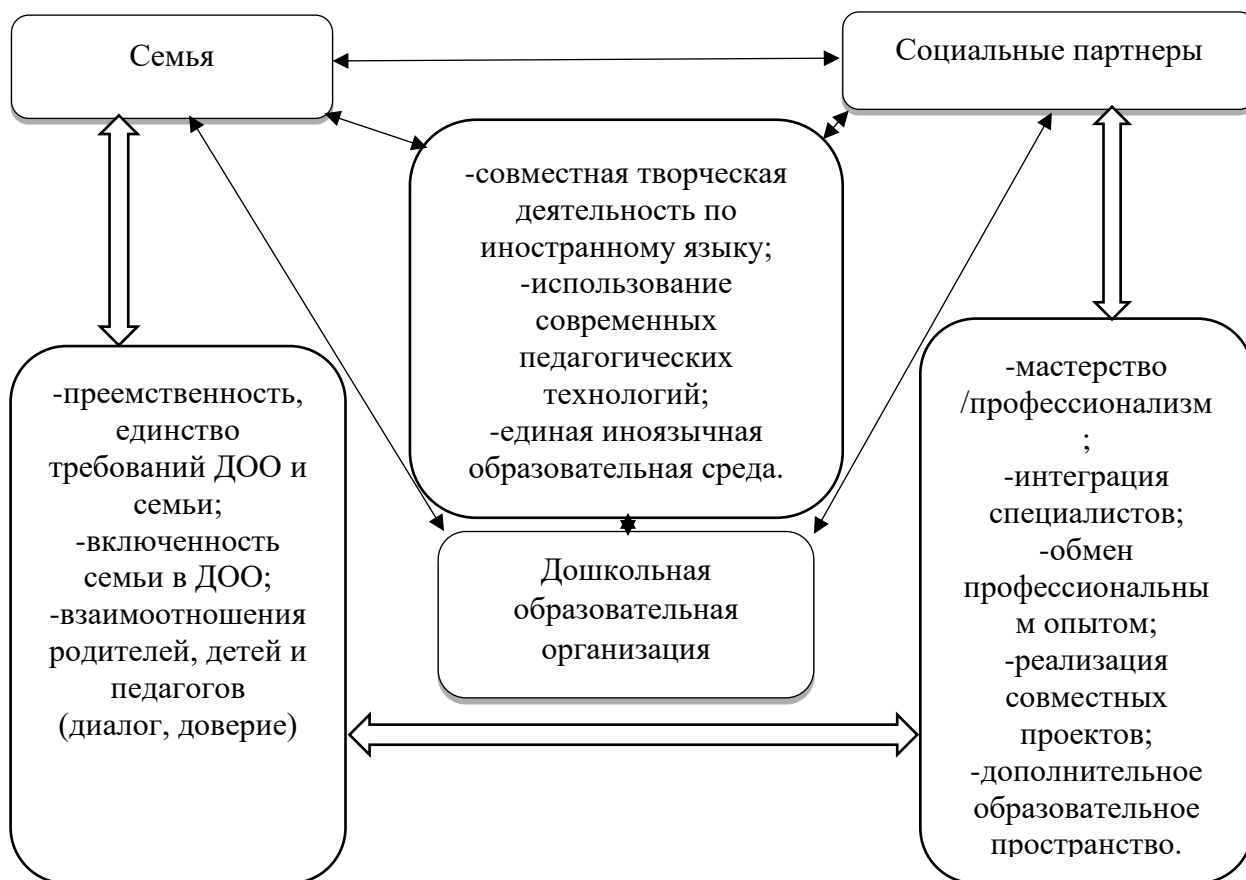 Семья
Социальные партнеры
-совместная творческая
деятельность по
иностранному языку;
-использование
современных
педагогических
технологий;
-единая иноязычная
образовательная среда.
-преемственность,
единство
требований ДОО и
семьи;
-включенность
семьи в ДОО;
-взаимоотношения
родителей, детей и
педагогов
(диалог, доверие)
Дошкольная
образовательная
организация
-мастерство
/профессионализм
;
-интеграция
специалистов;
-обмен
профессиональны
м опытом;
-реализация
совместных
проектов;
-дополнительное
образовательное
пространство.